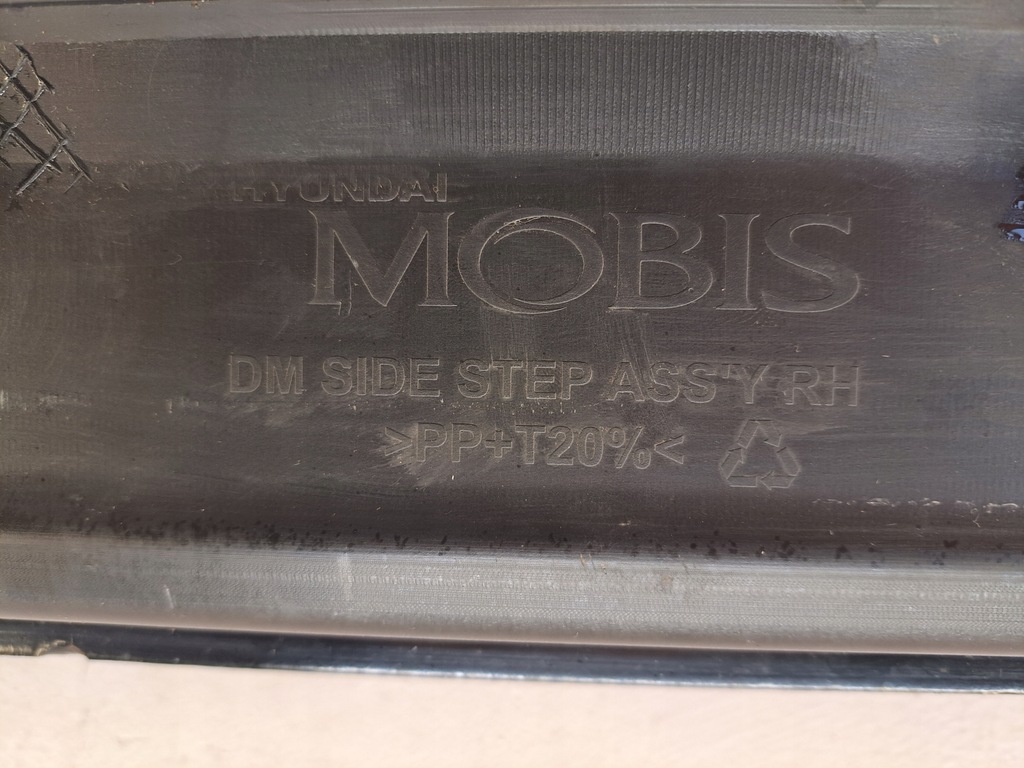 HYUNDAI
MOBIS
DM SIDE STEP ASS'Y RH
>PP+T20%<